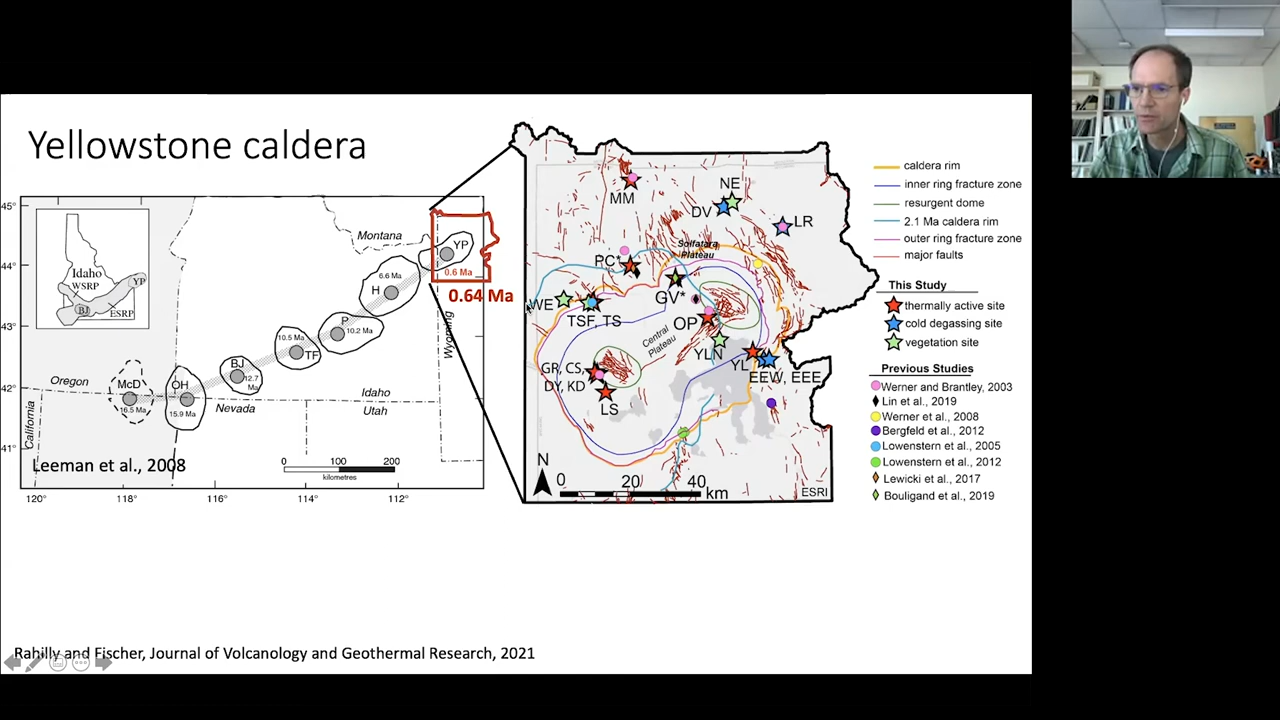 Yellowstone caldera
45°
44°
43°
42°
41°
120°
118°
116°
114°
112°
Idaho
WSRP
YP
BJ
ESRP
Montana
YP
0.6 Ma
0.64 Ma
6.6 Ma
H
P
10.2 Ma
10.5 Ma
TF
BJ
12.7
Ma
OH
15.9 Ma
McD
16.5 Ma
Oregon
California
Nevada
Idaho
Utah
Wyoming
Leeman et al., 2008
0 100 200
kilometres
MM
NE
DV
LR
Solfatara
Plateau
PC*
GV*
WE
TSF, TS
OP
Central
Plateau
YLN
YL
EEW, EEE
GR, CS,
DY, KD
LS
N
0 20 40 km
ESRI
caldera rim
inner ring fracture zone
resurgent dome
2.1 Ma caldera rim
outer ring fracture zone
major faults
This Study
thermally active site
cold degassing site
vegetation site
Previous Studies
Werner and Brantley, 2003
Lin et al., 2019
Werner et al., 2008
Bergfeld et al., 2012
Lowenstern et al., 2005
Lowenstern et al., 2012
Lewicki et al., 2017
Bouligand et al., 2019
Rahilly and Fischer, Journal of Volcanology and Geothermal Research, 2021